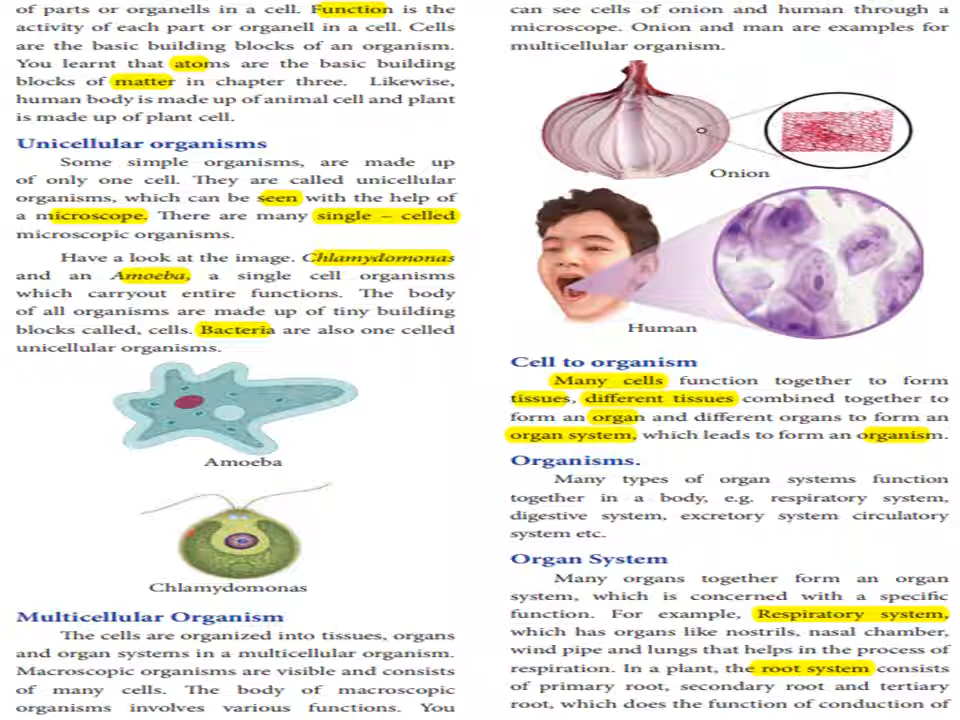 of parts or organells in a cell. Function is the
activity of each part or organell in a cell. Cells
are the basic building blocks of an organism.
You learnt that atoms are the basic building
blocks of matter in chapter three. Likewise,
human body is made up of animal cell and plant
is made up of plant cell.
Unicellular organisms
Some simple organisms, are made up
of only one cell. They are called unicellular
organisms, which can be seen with the help of
a microscope. There are many single – celled
microscopic organisms.
Have a look at the image. Chlamydomonas
and an Amoeba, a single cell organisms
which carryout entire functions. The body
of all organisms are made up of tiny building
blocks called, cells. Bacteria are also one celled
unicellular organisms.
Amoeba
Chlamydomonas
Multicellular Organism
The cells are organized into tissues, organs
and organ systems in a multicellular organism.
Macroscopic organisms are visible and consists
of many cells. The body of macroscopic
organisms involves various functions. You
can see cells of onion and human through a
microscope. Onion and man are examples for
multicellular organism.
Onion
Human
Cell to organism
Many cells function together to form
tissues, different tissues combined together to
form an organ and different organs to form an
organ system, which leads to form an organism.
Organisms.
Many types of organ systems function
together in a body, e.g. respiratory system,
digestive system, excretory system circulatory
system etc.
Organ System
Many organs together form an organ
system, which is concerned with a specific
function. For example, Respiratory system,
which has organs like nostrils, nasal chamber,
wind pipe and lungs that helps in the process of
respiration. In a plant, the root system consists
of primary root, secondary root and tertiary
root, which does the function of conduction of